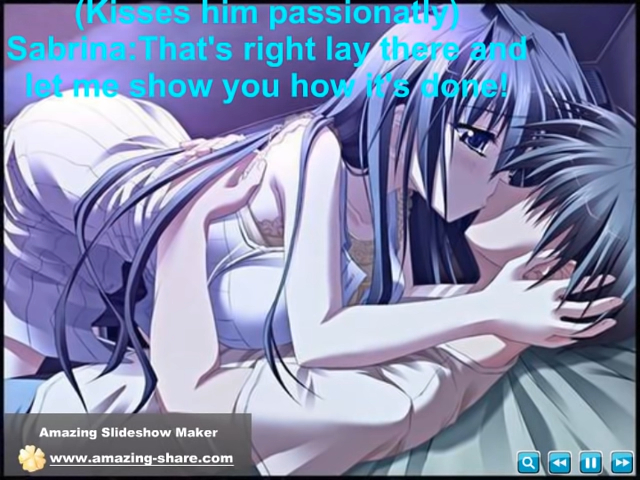 (Kisses him passionatly)
Sabrina:That's right lay there and
let me show you how it's done!
Amazing Slideshow Maker
www.amazing-share.com